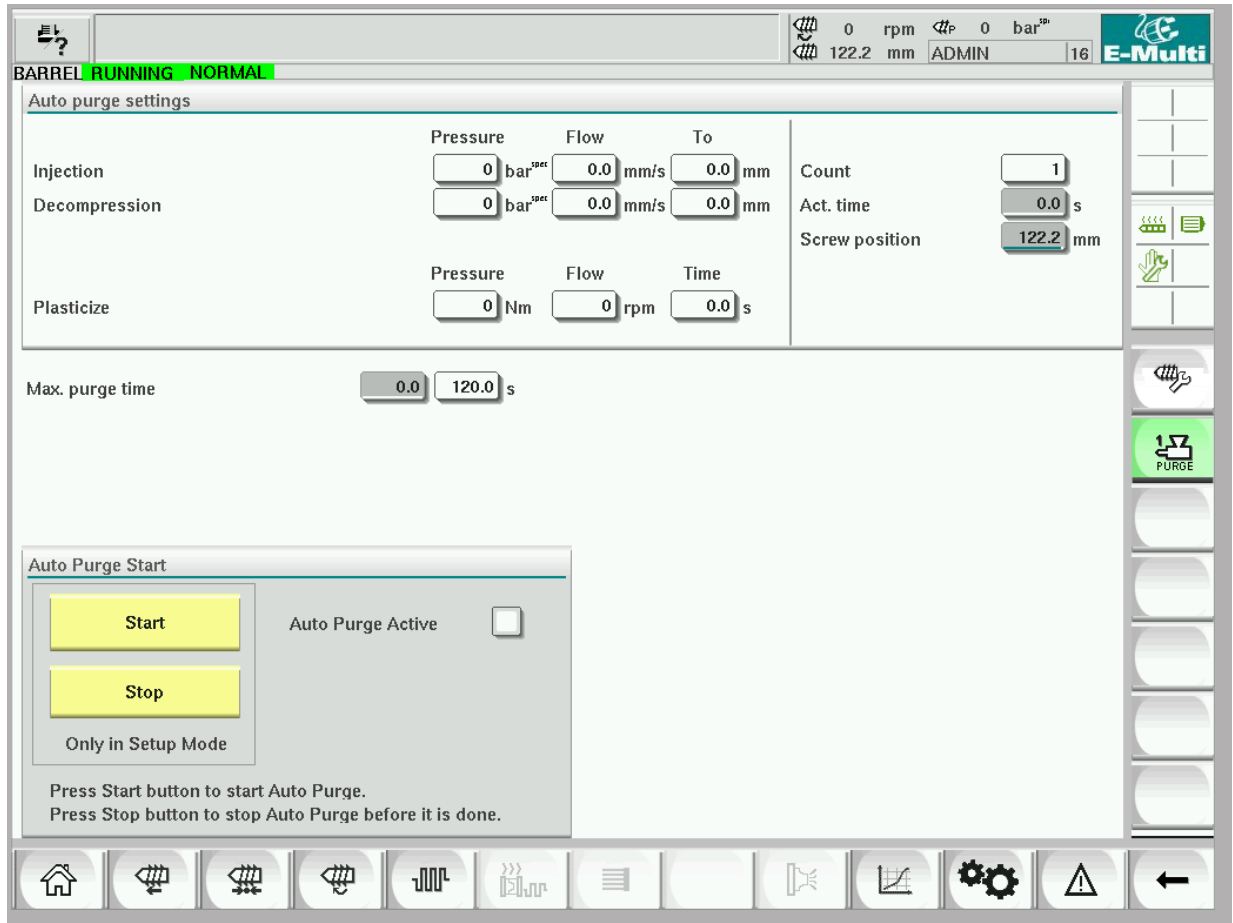 0 rpm P 0 bar spe
122.2 mm ADMIN 16
E-Multi
BARREL RUNNING NORMAL
Auto purge settings
Pressure Flow To
Injection 0 bar spec 0.0 mm/s 0.0 mm Count 1
Decompression 0 bar spec 0.0 mm/s 0.0 mm Act. time 0.0 s
Screw position 122.2 mm
Pressure Flow Time
Plasticize 0 Nm 0 rpm 0.0 s
Max. purge time 0.0 120.0 s
PURGE
Auto Purge Start
Start Auto Purge Active
Stop
Only in Setup Mode
Press Start button to start Auto Purge.
Press Stop button to stop Auto Purge before it is done.